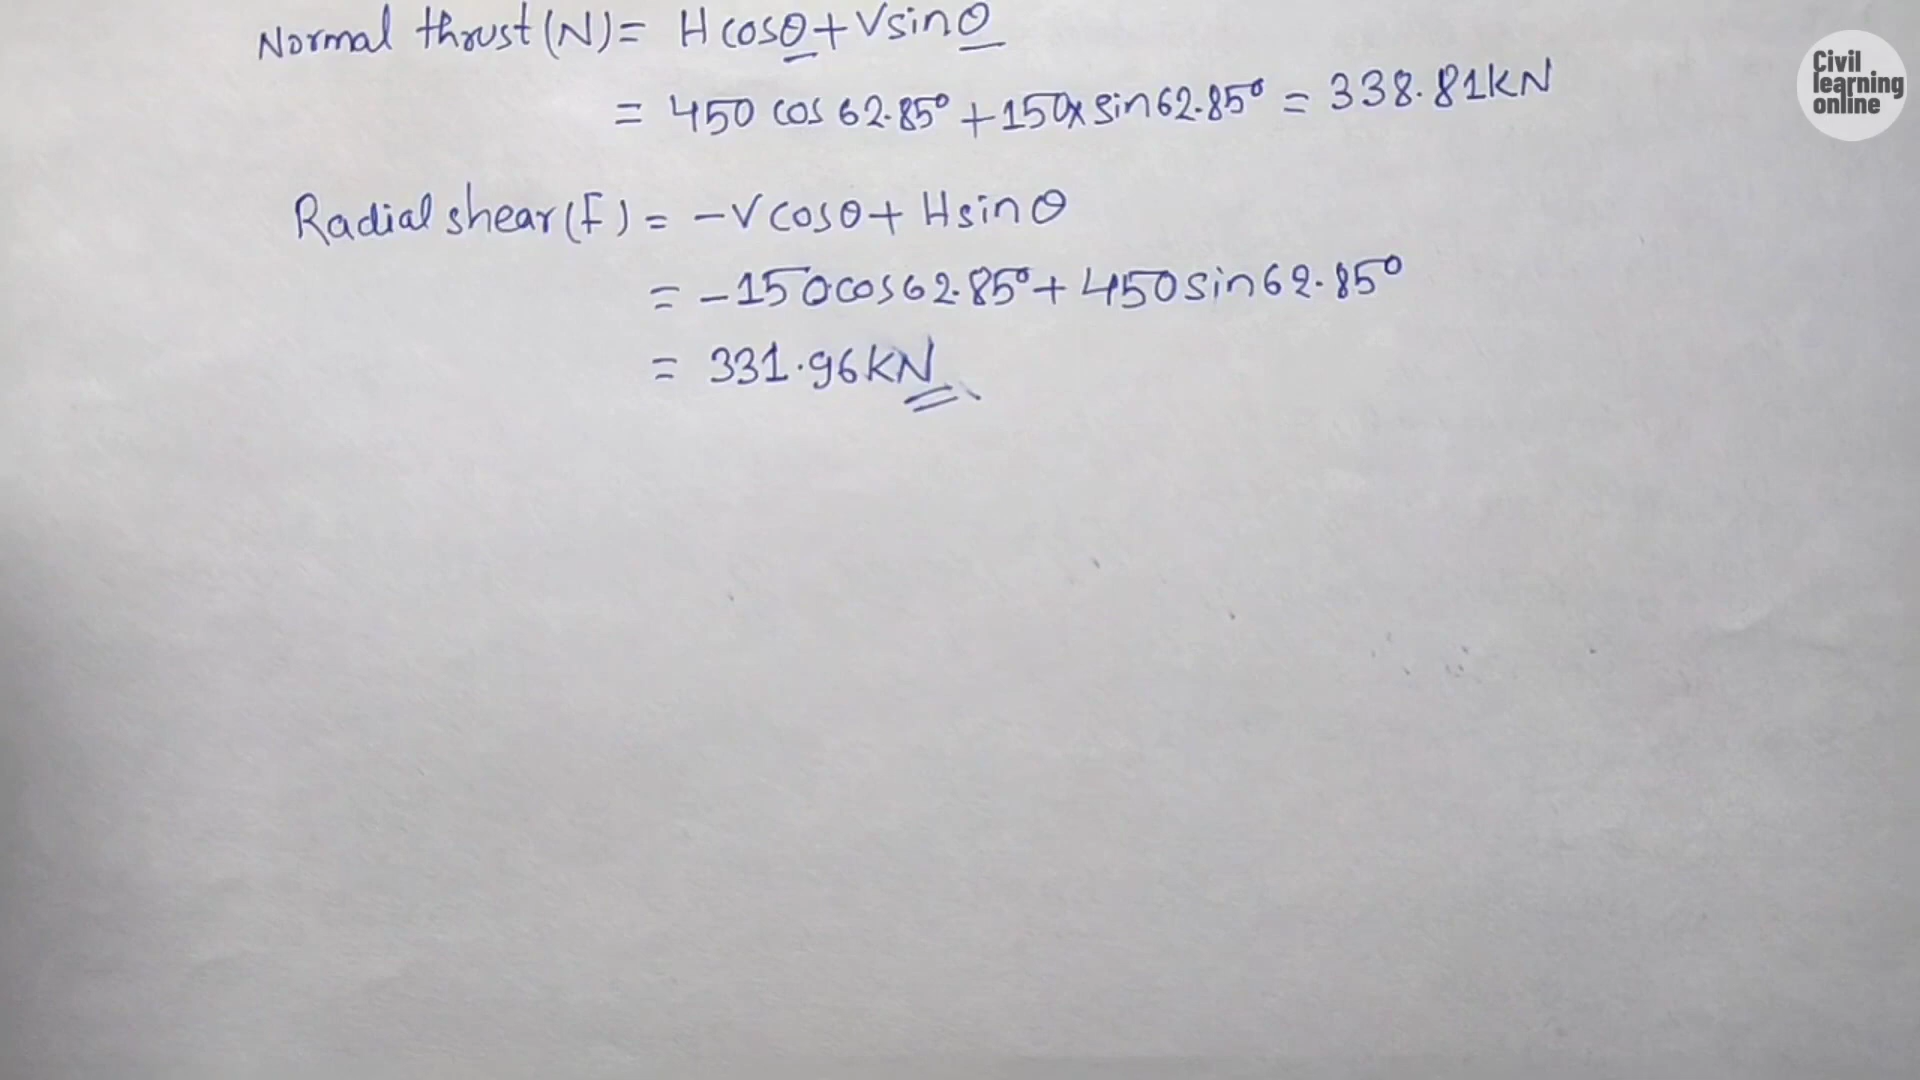 Normal thrust (N) = H cosθ + V sinθ
= 450 cos 62.85° + 150 x sin 62.85° = 338.81 KN
Radial shear (F) = - V cosθ + H sinθ
= - 150 cos 62.85° + 450 sin 62.85°
= 331.96 KN
Civil
learning
online